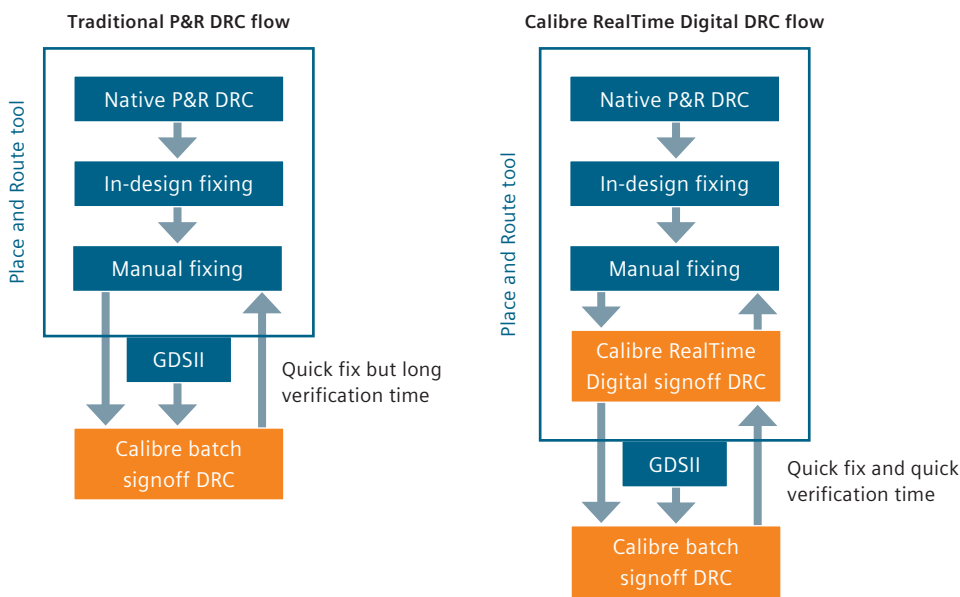 Traditional P&R DRC flow
Place and Route tool
Native P&R DRC
In-design fixing
Manual fixing
GDSII
Quick fix but long
verification time
Calibre batch
signoff DRC
Calibre RealTime Digital DRC flow
Place and Route tool
Native P&R DRC
In-design fixing
Manual fixing
Calibre RealTime
Digital signoff DRC
GDSII
Quick fix and quick
verification time
Calibre batch
signoff DRC